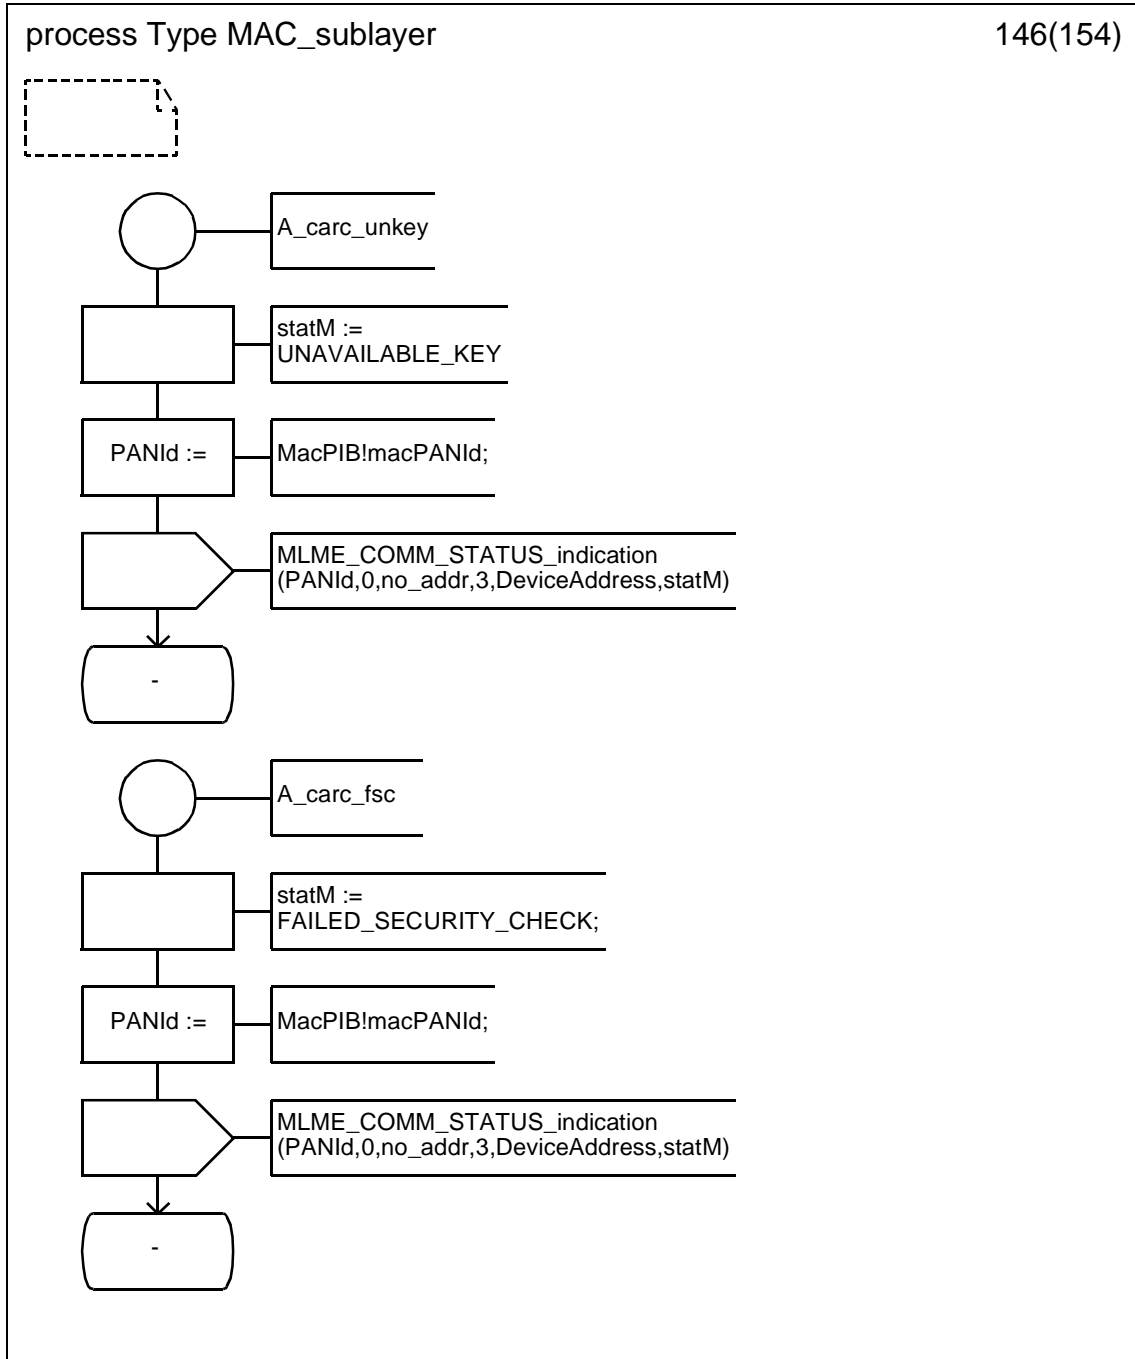 process Type MAC_sublayer
146(154)
A_carc_unkey
statM :=
UNAVAILABLE_KEY
PANId :=
MacPIB!macPANId;
MLME_COMM_STATUS_indication
(PANId,0,no_addr,3,DeviceAddress,statM)
-
A_carc_fsc
statM :=
FAILED_SECURITY_CHECK;
PANId :=
MacPIB!macPANId;
MLME_COMM_STATUS_indication
(PANId,0,no_addr,3,DeviceAddress,statM)
-